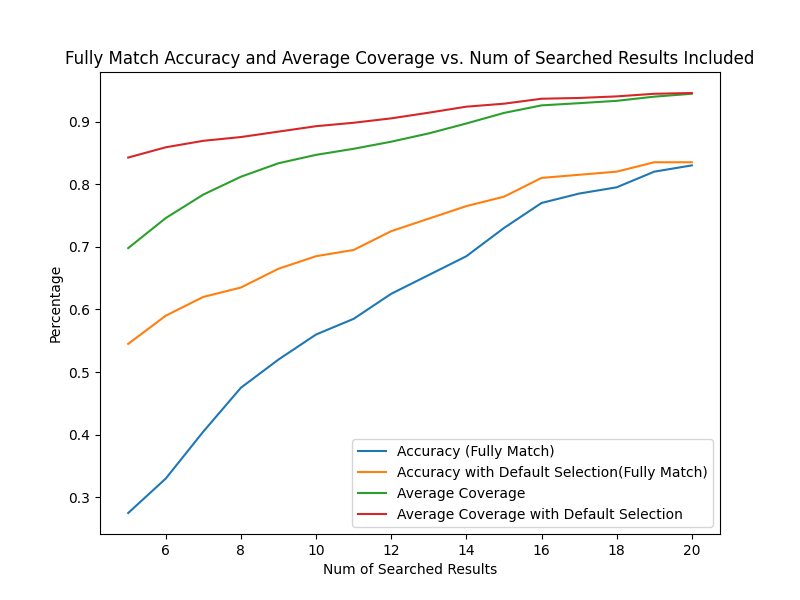 Fully Match Accuracy and Average Coverage vs. Num of Searched Results Included
Percentage
0.9
0.8
0.7
0.6
0.5
0.4
0.3
Accuracy (Fully Match)
Accuracy with Default Selection(Fully Match)
Average Coverage
Average Coverage with Default Selection
6 8 10 12 14 16 18 20
Num of Searched Results